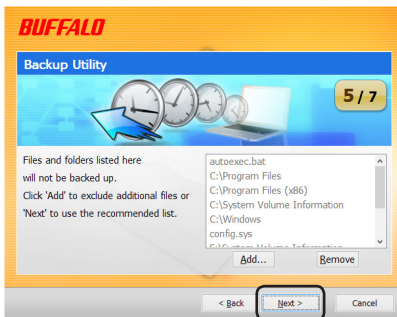 BUFFALO
Backup Utility
5 / 7
Files and folders listed here
will not be backed up.
Click 'Add' to exclude additional files or
'Next' to use the recommended list.
autoexec.bat
C:\Program Files
C:\Program Files (x86)
C:\System Volume Information
C:\Windows
config.sys
Add...
Remove
< Back
Next >
Cancel